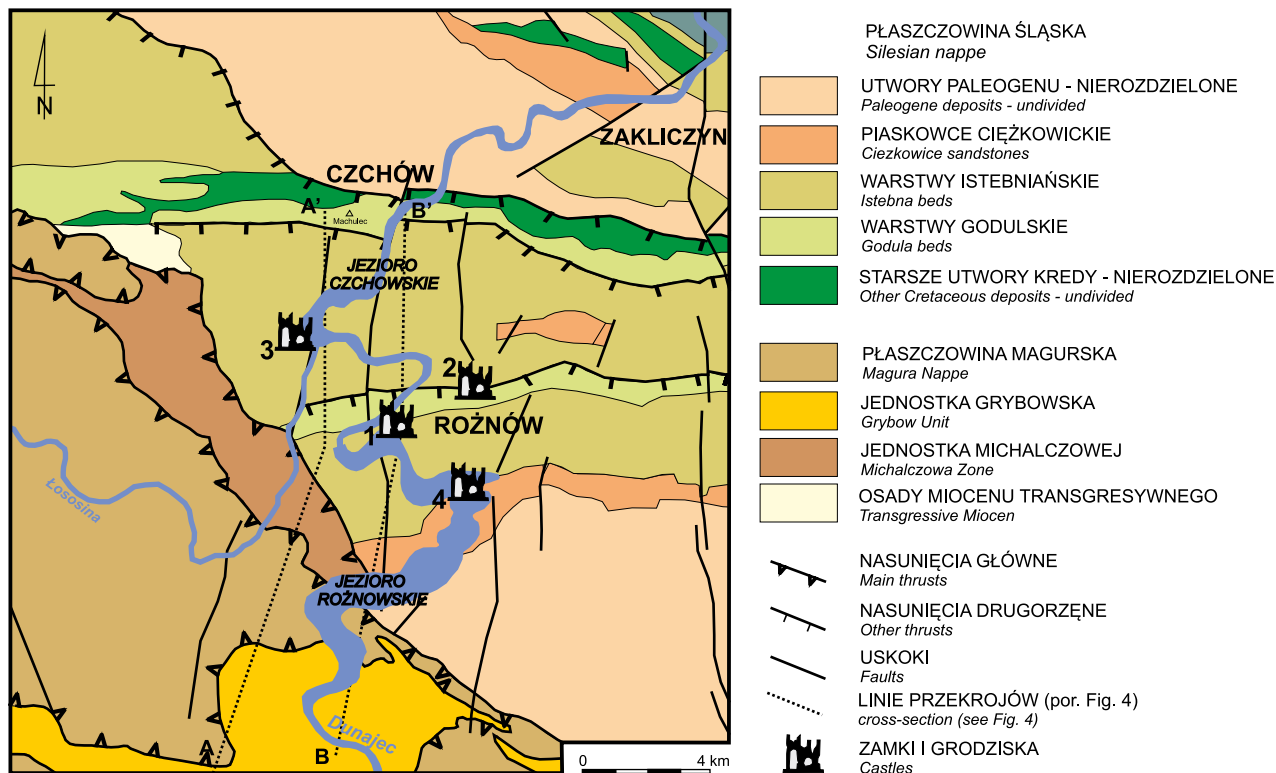 N
ZAKLICZYN
CZCHÓW
A'
Machulec
B'
JEZIORO
CZCHOWSKIE
3
2
1
ROŻNÓW
4
Łososina
JEZIORO
ROŻNOWSKIE
Dunajec
A
B
0 4 km
PŁASZCZOWINA ŚLĄSKA
Silesian nappe
UTWORY PALEOGENU - NIEROZDZIELONE
Paleogene deposits - undivided
PIASKOWCE CIĘŻKOWICKIE
Ciezkowice sandstones
WARSTWY ISTEBNIAŃSKIE
Istebna beds
WARSTWY GODULSKIE
Godula beds
STARSZE UTWORY KREDY - NIEROZDZIELONE
Other Cretaceous deposits - undivided
PŁASZCZOWINA MAGURSKA
Magura Nappe
JEDNOSTKA GRYBOWSKA
Grybow Unit
JEDNOSTKA MICHALCZOWEJ
Michalczowa Zone
OSADY MIOCENU TRANSGRESYWNEGO
Transgressive Miocen
NASUNIĘCIA GŁÓWNE
Main thrusts
NASUNIĘCIA DRUGORZĘNE
Other thrusts
USKOKI
Faults
LINIE PRZEKROJÓW (por. Fig. 4)
cross-section (see Fig. 4)
ZAMKI I GRODZISKA
Castles